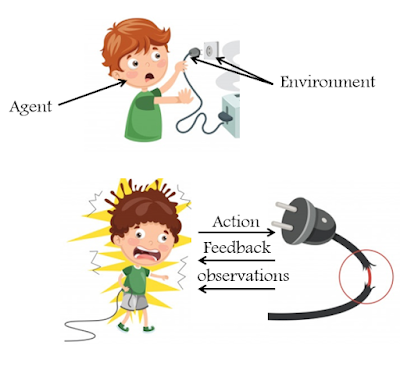 Environment
Agent
Action
Feedback
observations